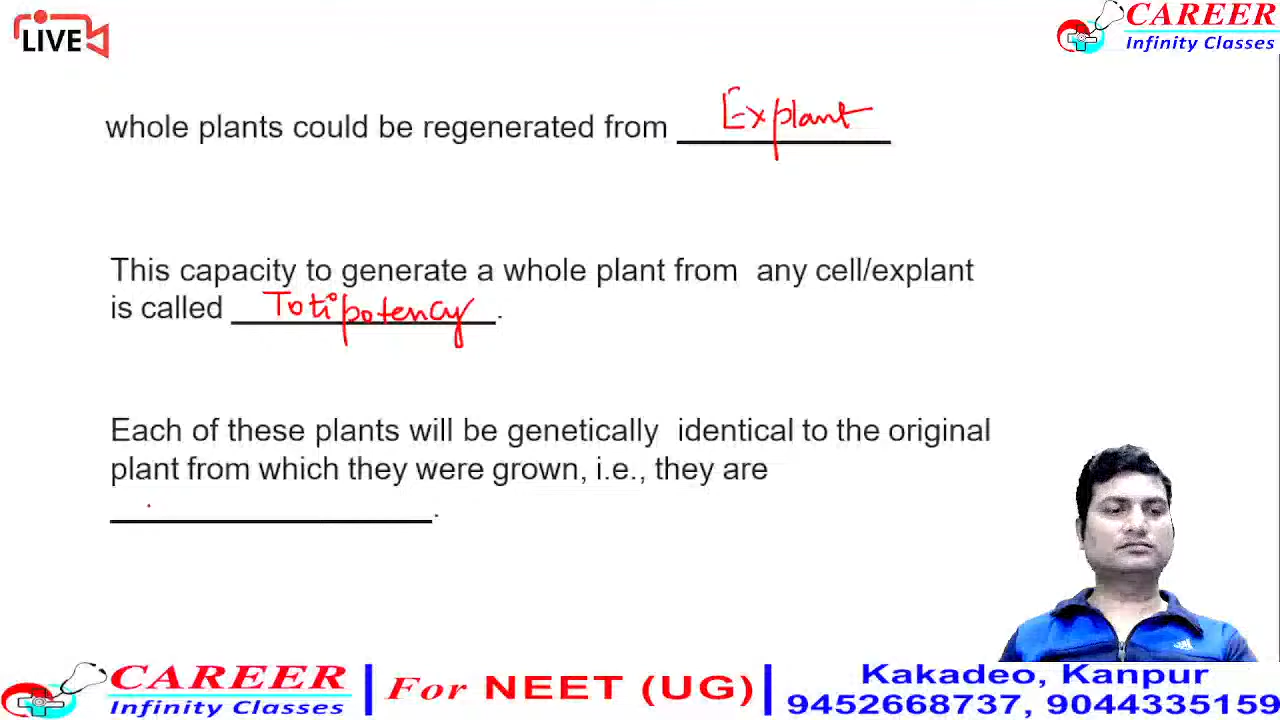 LIVE
CAREER
Infinity Classes
whole plants could be regenerated from Explant
This capacity to generate a whole plant from any cell/explant
is called Totipotency.
Each of these plants will be genetically identical to the original
plant from which they were grown, i.e., they are
.
CAREER
Infinity Classes
For NEET (UG)
Kakadeo, Kanpur
9452668737, 9044335159